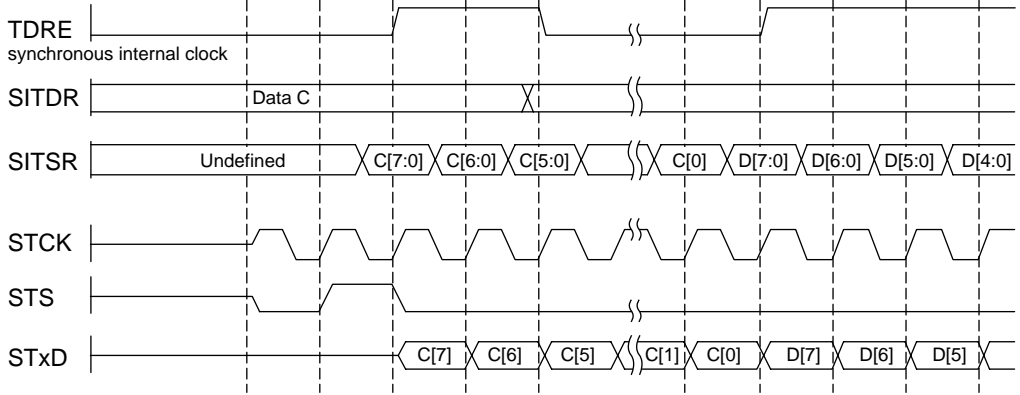 TDRE
synchronous internal clock
SITDR Data C
SITSR Undefined C[7:0] C[6:0] C[5:0] C[0] D[7:0] D[6:0] D[5:0] D[4:0]
STCK
STS
STxD C[7] C[6] C[5] C[1] C[0] D[7] D[6] D[5]